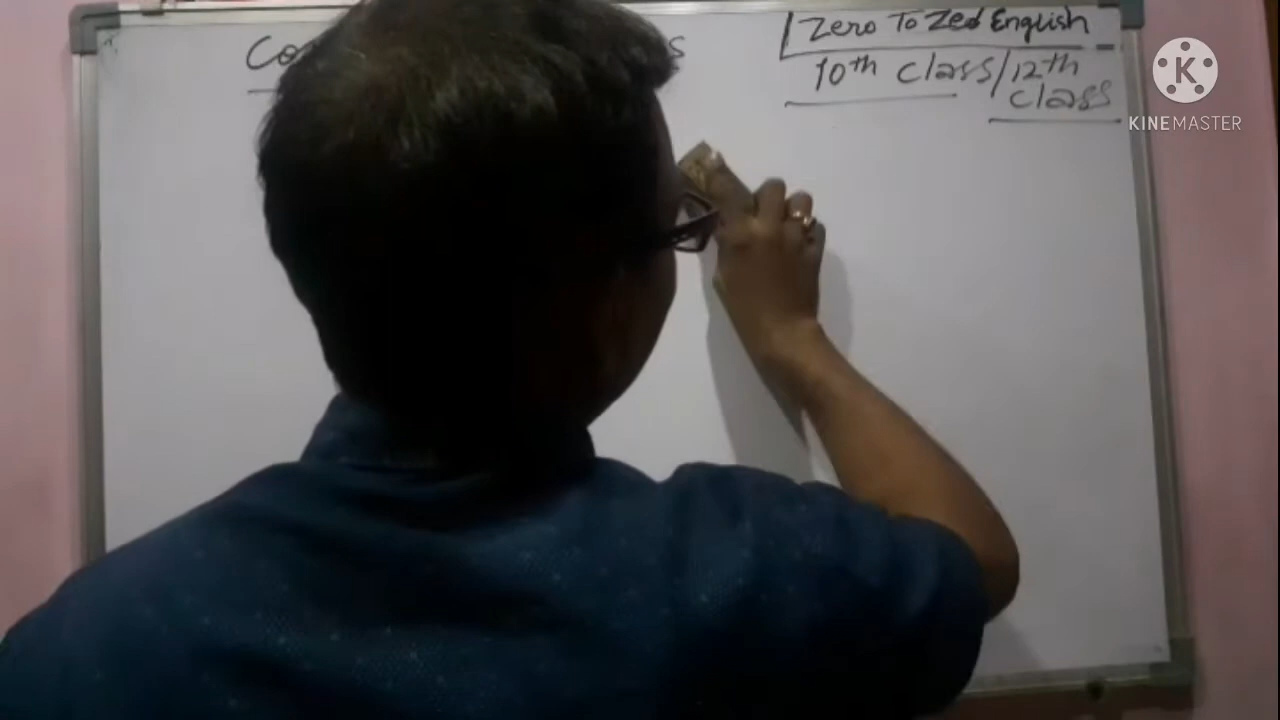 Zero To Zed English
10th class/12th
class
K
KINEMASTER